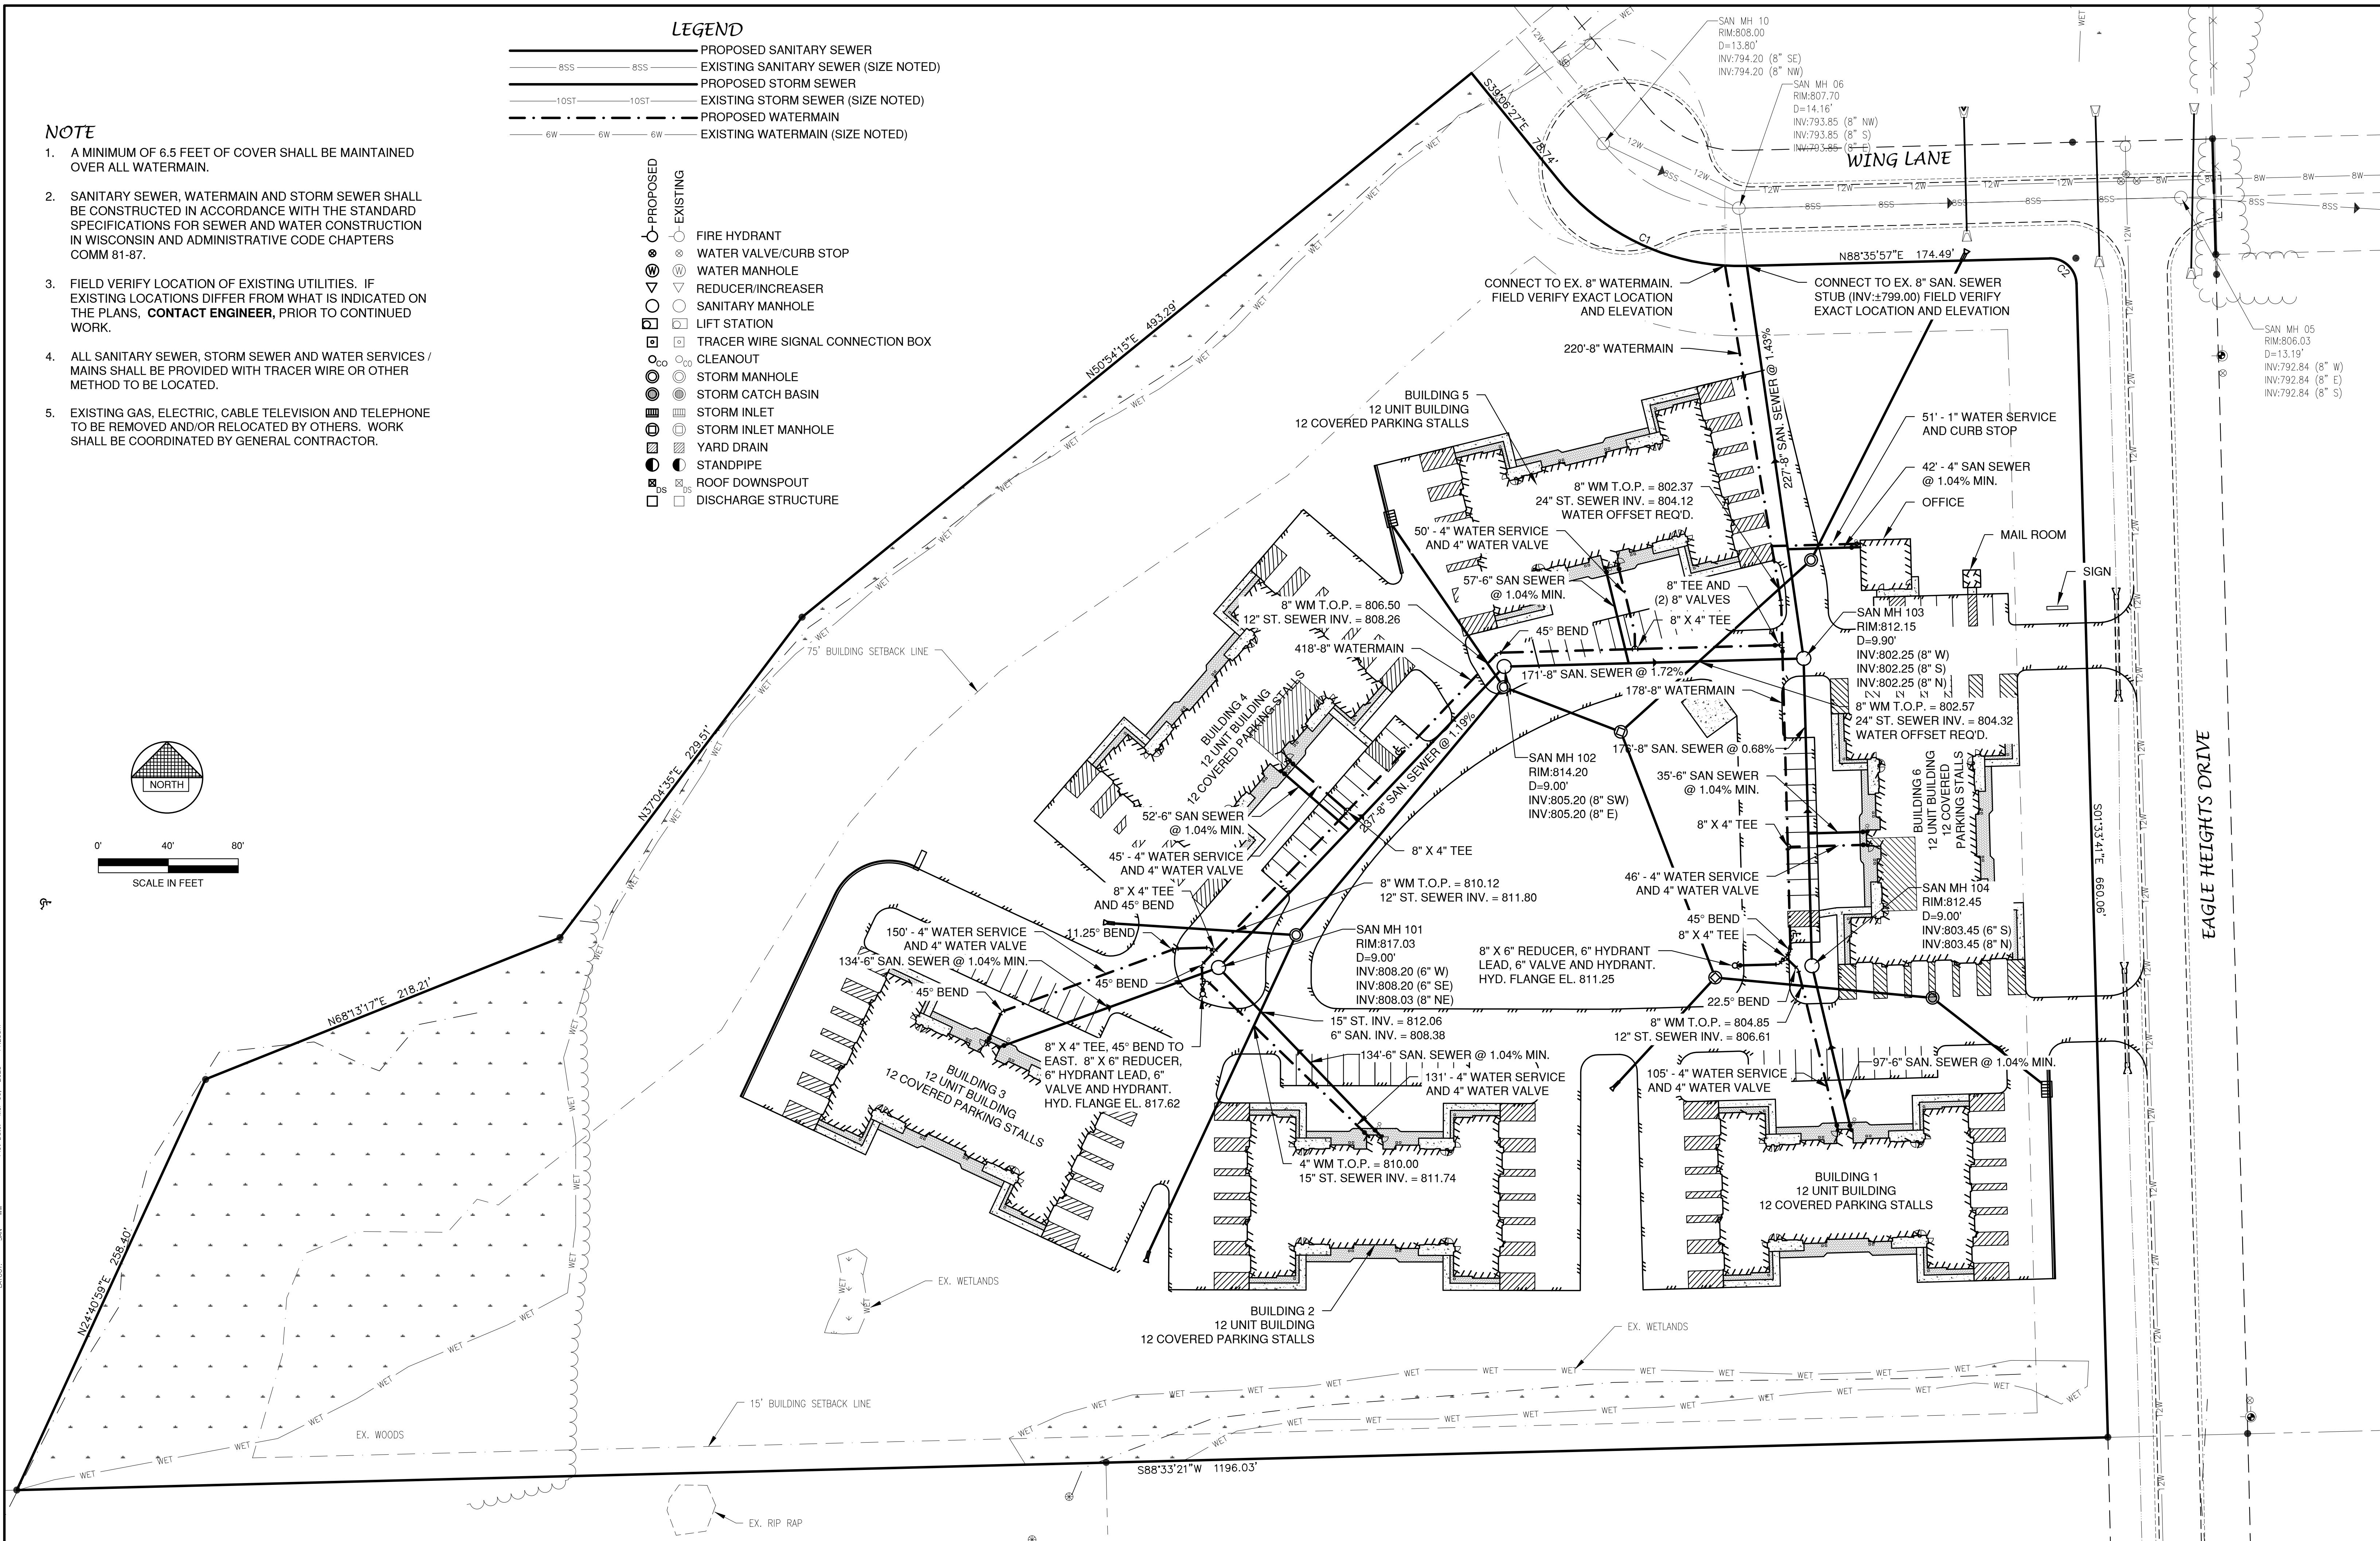 LEGEND
PROPOSED SANITARY SEWER
8SS 8SS EXISTING SANITARY SEWER (SIZE NOTED)
PROPOSED STORM SEWER
10ST 10ST EXISTING STORM SEWER (SIZE NOTED)
PROPOSED WATERMAIN
6W 6W 6W EXISTING WATERMAIN (SIZE NOTED)
PROPOSED
EXISTING
FIRE HYDRANT
WATER VALVE/CURB STOP
W W WATER MANHOLE
REDUCER/INCREASER
SANITARY MANHOLE
LIFT STATION
TRACER WIRE SIGNAL CONNECTION BOX
CO CO CLEANOUT
STORM MANHOLE
STORM CATCH BASIN
STORM INLET
STORM INLET MANHOLE
YARD DRAIN
STANDPIPE
DS DS ROOF DOWNSPOUT
DISCHARGE STRUCTURE
NOTE
1. A MINIMUM OF 6.5 FEET OF COVER SHALL BE MAINTAINED
OVER ALL WATERMAIN.
2. SANITARY SEWER, WATERMAIN AND STORM SEWER SHALL
BE CONSTRUCTED IN ACCORDANCE WITH THE STANDARD
SPECIFICATIONS FOR SEWER AND WATER CONSTRUCTION
IN WISCONSIN AND ADMINISTRATIVE CODE CHAPTERS
COMM 81-87.
3. FIELD VERIFY LOCATION OF EXISTING UTILITIES. IF
EXISTING LOCATIONS DIFFER FROM WHAT IS INDICATED ON
THE PLANS, CONTACT ENGINEER, PRIOR TO CONTINUED
WORK.
4. ALL SANITARY SEWER, STORM SEWER AND WATER SERVICES /
MAINS SHALL BE PROVIDED WITH TRACER WIRE OR OTHER
METHOD TO BE LOCATED.
5. EXISTING GAS, ELECTRIC, CABLE TELEVISION AND TELEPHONE
TO BE REMOVED AND/OR RELOCATED BY OTHERS. WORK
SHALL BE COORDINATED BY GENERAL CONTRACTOR.
NORTH
0' 40' 80'
SCALE IN FEET
SAN MH 10
RIM:808.00
D=13.80'
INV:794.20 (8" SE)
INV:794.20 (8" NW)
SAN MH 06
RIM:807.70
D=14.16'
INV:793.85 (8" NW)
INV:793.85 (8" S)
INV:793.85 (8" E)
WING LANE
SAN MH 05
RIM:806.03
D=13.19'
INV:792.84 (8" W)
INV:792.84 (8" E)
INV:792.84 (8" S)
EAGLE HEIGHTS DRIVE
S39°06'27"E 78.74'
C1
N88°35'57"E 174.49'
C2
S01°33'41"E 660.06'
S88°33'21"W 1196.03'
N24°40'59"E 258.40'
N68°13'17"E 218.21'
N37°04'35"E 229.51'
N50°54'15"E 493.29'
CONNECT TO EX. 8" WATERMAIN.
FIELD VERIFY EXACT LOCATION
AND ELEVATION
CONNECT TO EX. 8" SAN. SEWER
STUB (INV:±799.00) FIELD VERIFY
EXACT LOCATION AND ELEVATION
220'-8" WATERMAIN
227'-8" SAN. SEWER @ 1.43%
BUILDING 5
12 UNIT BUILDING
12 COVERED PARKING STALLS
51' - 1" WATER SERVICE
AND CURB STOP
42' - 4" SAN SEWER
@ 1.04% MIN.
OFFICE
MAIL ROOM
SIGN
8" WM T.O.P. = 802.37
24" ST. SEWER INV. = 804.12
WATER OFFSET REQ'D.
50' - 4" WATER SERVICE
AND 4" WATER VALVE
57'-6" SAN SEWER
@ 1.04% MIN.
8" TEE AND
(2) 8" VALVES
8" X 4" TEE
8" WM T.O.P. = 806.50
12" ST. SEWER INV. = 808.26
45° BEND
418'-8" WATERMAIN
171'-8" SAN. SEWER @ 1.72%
SAN MH 103
RIM:812.15
D=9.90'
INV:802.25 (8" W)
INV:802.25 (8" S)
INV:802.25 (8" N)
178'-8" WATERMAIN
8" WM T.O.P. = 802.57
24" ST. SEWER INV. = 804.32
WATER OFFSET REQ'D.
176'-8" SAN. SEWER @ 0.68%
35'-6" SAN SEWER
@ 1.04% MIN.
8" X 4" TEE
BUILDING 6
12 UNIT BUILDING
12 COVERED
PARKING STALLS
46' - 4" WATER SERVICE
AND 4" WATER VALVE
SAN MH 102
RIM:814.20
D=9.00'
INV:805.20 (8" SW)
INV:805.20 (8" E)
BUILDING 4
12 UNIT BUILDING
12 COVERED PARKING STALLS
237'-8" SAN. SEWER @ 1.19%
52'-6" SAN SEWER
@ 1.04% MIN.
45' - 4" WATER SERVICE
AND 4" WATER VALVE
8" X 4" TEE
8" X 4" TEE
AND 45° BEND
8" WM T.O.P. = 810.12
12" ST. SEWER INV. = 811.80
SAN MH 101
RIM:817.03
D=9.00'
INV:808.20 (6" W)
INV:808.20 (6" SE)
INV:808.03 (8" NE)
150' - 4" WATER SERVICE
AND 4" WATER VALVE
11.25° BEND
134'-6" SAN. SEWER @ 1.04% MIN.
45° BEND
45° BEND
SAN MH 104
RIM:812.45
D=9.00'
INV:803.45 (6" S)
INV:803.45 (8" N)
45° BEND
8" X 4" TEE
8" X 6" REDUCER, 6" HYDRANT
LEAD, 6" VALVE AND HYDRANT.
HYD. FLANGE EL. 811.25
22.5° BEND
8" WM T.O.P. = 804.85
12" ST. SEWER INV. = 806.61
15" ST. INV. = 812.06
6" SAN. INV. = 808.38
8" X 4" TEE, 45° BEND TO
EAST. 8" X 6" REDUCER,
6" HYDRANT LEAD, 6"
VALVE AND HYDRANT.
HYD. FLANGE EL. 817.62
134'-6" SAN. SEWER @ 1.04% MIN.
131' - 4" WATER SERVICE
AND 4" WATER VALVE
97'-6" SAN. SEWER @ 1.04% MIN.
105' - 4" WATER SERVICE
AND 4" WATER VALVE
BUILDING 3
12 UNIT BUILDING
12 COVERED PARKING STALLS
4" WM T.O.P. = 810.00
15" ST. SEWER INV. = 811.74
BUILDING 1
12 UNIT BUILDING
12 COVERED PARKING STALLS
BUILDING 2
12 UNIT BUILDING
12 COVERED PARKING STALLS
75' BUILDING SETBACK LINE
15' BUILDING SETBACK LINE
EX. WETLANDS
EX. WETLANDS
EX. WOODS
EX. RIP RAP